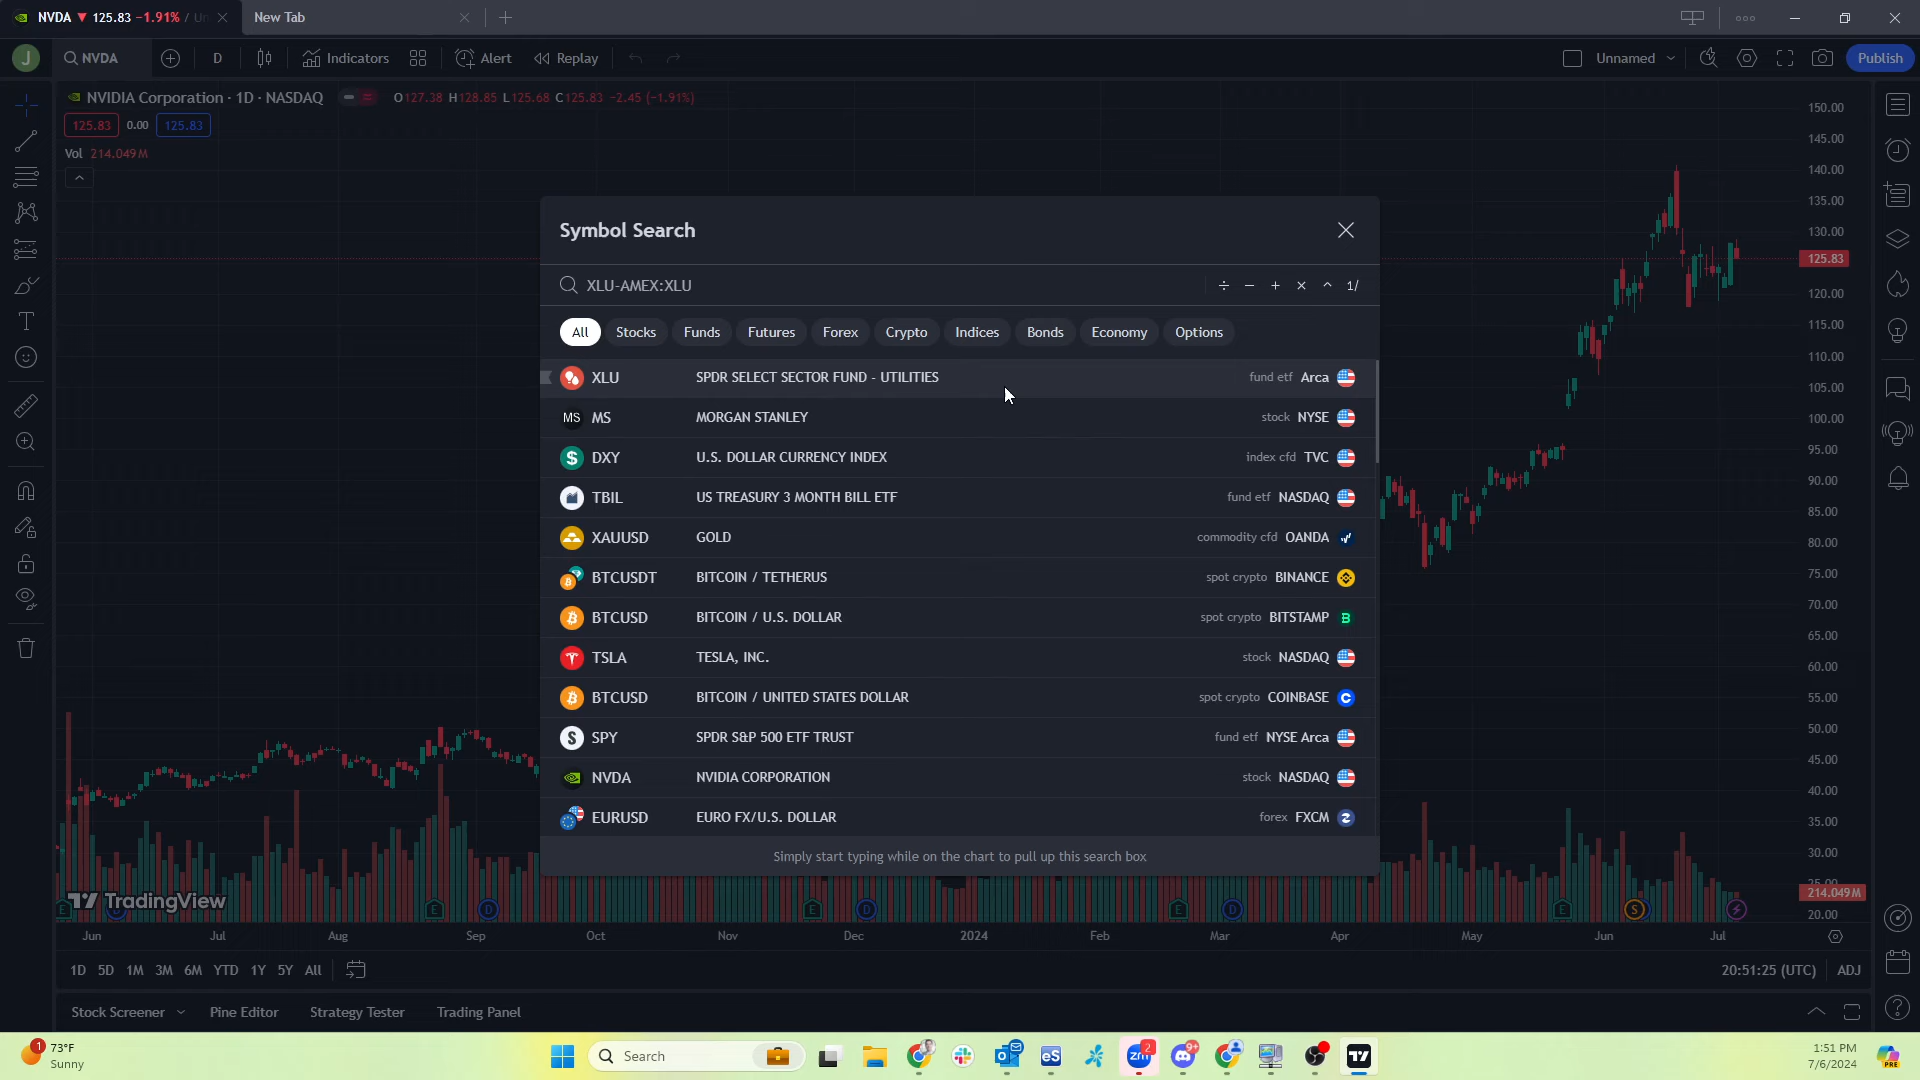 NVDA ▼ 125.83 −1.91% / Un
New Tab
J
NVDA
D
Indicators
Alert
Replay
Unnamed
Publish
NVIDIA Corporation · 1D · NASDAQ
O127.38 H128.85 L125.68 C125.83 −2.45 (−1.91%)
125.83
0.00
125.83
Vol 214.049M
Symbol Search
XLU-AMEX:XLU
÷ − + × ^ 1/
All
Stocks
Funds
Futures
Forex
Crypto
Indices
Bonds
Economy
Options
XLU SPDR SELECT SECTOR FUND - UTILITIES fund etf Arca
MS MS MORGAN STANLEY stock NYSE
$ DXY U.S. DOLLAR CURRENCY INDEX index cfd TVC
TBIL US TREASURY 3 MONTH BILL ETF fund etf NASDAQ
XAUUSD GOLD commodity cfd OANDA
BTCUSDT BITCOIN / TETHERUS spot crypto BINANCE
BTCUSD BITCOIN / U.S. DOLLAR spot crypto BITSTAMP B
TSLA TESLA, INC. stock NASDAQ
BTCUSD BITCOIN / UNITED STATES DOLLAR spot crypto COINBASE C
S SPY SPDR S&P 500 ETF TRUST fund etf NYSE Arca
NVDA NVIDIA CORPORATION stock NASDAQ
EURUSD EURO FX/U.S. DOLLAR forex FXCM
Simply start typing while on the chart to pull up this search box
150.00
145.00
140.00
135.00
130.00
125.83
120.00
115.00
110.00
105.00
100.00
95.00
90.00
85.00
80.00
75.00
70.00
65.00
60.00
55.00
50.00
45.00
40.00
35.00
30.00
25.00
214.049M
20.00
TradingView
E D E D E D E D E S
Jun Jul Aug Sep Oct Nov Dec 2024 Feb Mar Apr May Jun Jul
1D 5D 1M 3M 6M YTD 1Y 5Y All
20:51:25 (UTC)
ADJ
Stock Screener
Pine Editor
Strategy Tester
Trading Panel
1
73°F
Sunny
Search
eS
zm
2
9+
PRE
1:51 PM
7/6/2024